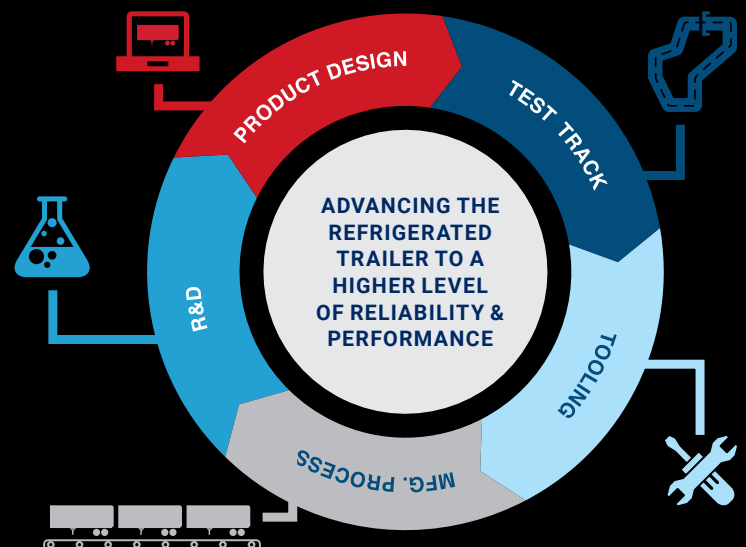 PRODUCT DESIGN
TEST TRACK
TOOLING
MFG. PROCESS
R&D
ADVANCING THE
REFRIGERATED
TRAILER TO A
HIGHER LEVEL
OF RELIABILITY &
PERFORMANCE